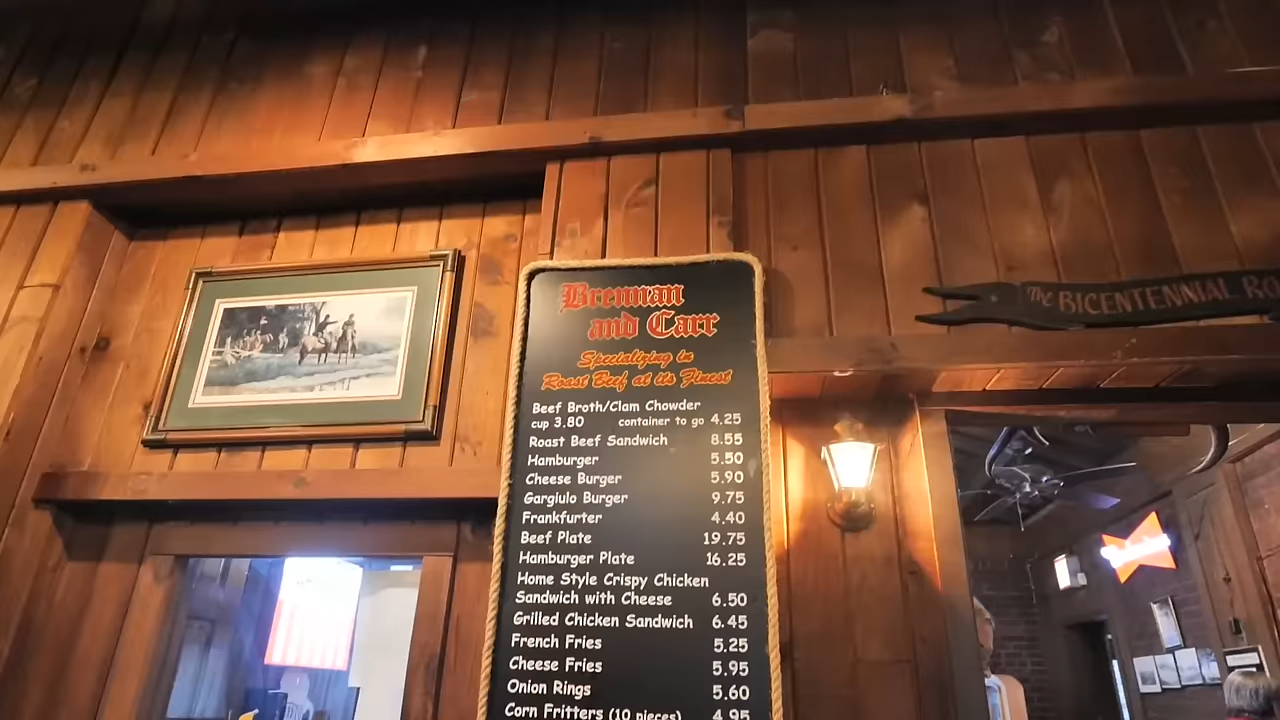 Brennan
and Carr
Specializing in
Roast Beef at its Finest
Beef Broth/Clam Chowder
cup 3.80 container to go 4.25
Roast Beef Sandwich 8.55
Hamburger 5.50
Cheese Burger 5.90
Gargiulo Burger 9.75
Frankfurter 4.40
Beef Plate 19.75
Hamburger Plate 16.25
Home Style Crispy Chicken
Sandwich with Cheese 6.50
Grilled Chicken Sandwich 6.45
French Fries 5.25
Cheese Fries 5.95
Onion Rings 5.60
Corn Fritters (10 pieces) 4.95
The BICENTENNIAL